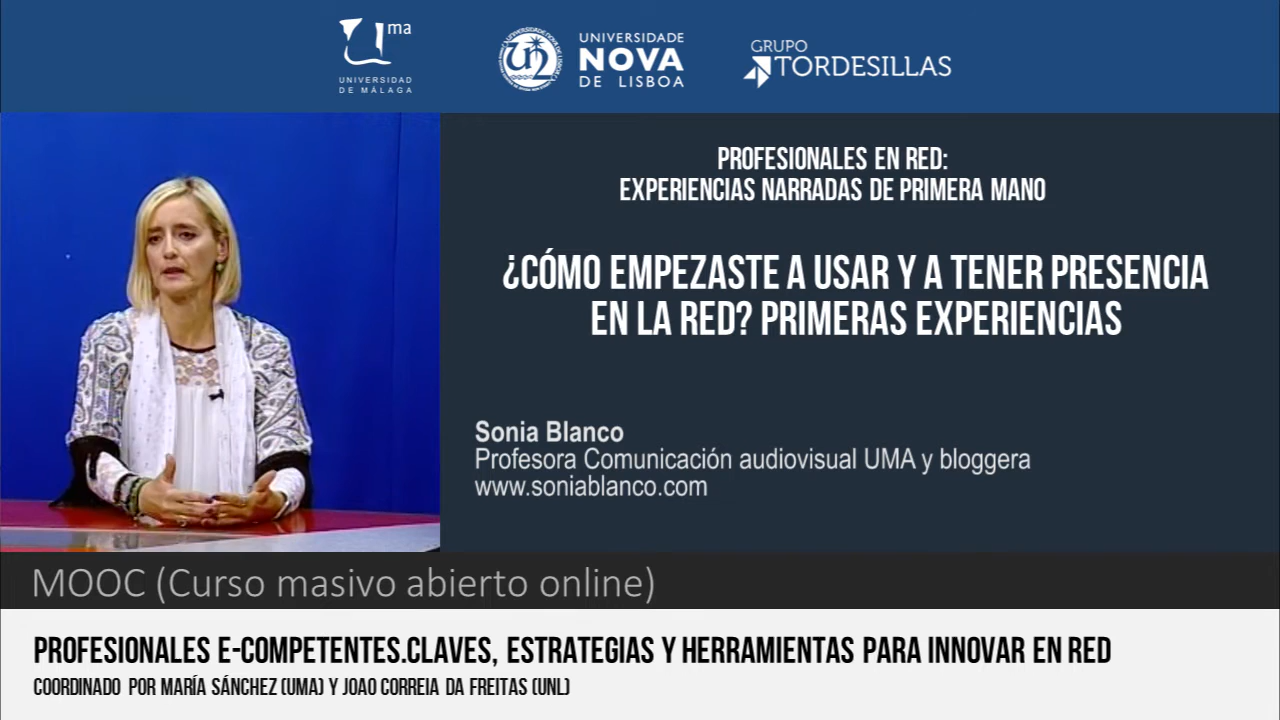 uma
UNIVERSIDAD
DE MÁLAGA
UNIVERSIDADE
NOVA
DE LISBOA
GRUPO
TORDESILLAS
PROFESIONALES EN RED:
EXPERIENCIAS NARRADAS DE PRIMERA MANO
¿CÓMO EMPEZASTE A USAR Y A TENER PRESENCIA
EN LA RED? PRIMERAS EXPERIENCIAS
Sonia Blanco
Profesora Comunicación audiovisual UMA y bloggera
www.soniablanco.com
MOOC (Curso masivo abierto online)
PROFESIONALES E-COMPETENTES.CLAVES, ESTRATEGIAS Y HERRAMIENTAS PARA INNOVAR EN RED
COORDINADO POR MARÍA SÁNCHEZ (UMA) Y JOAO CORREIA DA FREITAS (UNL)